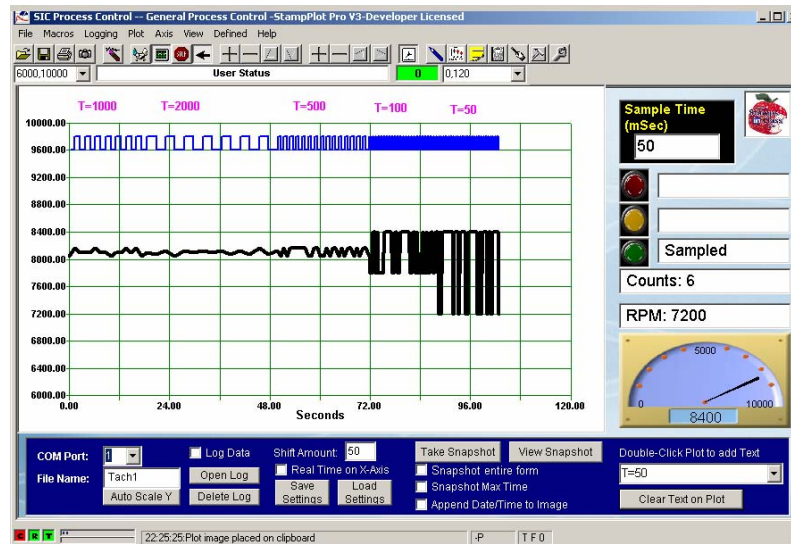 SIC Process Control -- General Process Control -StampPlot Pro V3-Developer Licensed
File Macros Logging Plot Axis View Defined Help
6000,10000 User Status 0 0,120
T=1000 T=2000 T=500 T=100 T=50
10000.00
9600.00
9200.00
8800.00
8400.00
8000.00
7600.00
7200.00
6800.00
6400.00
6000.00
0.00 24.00 48.00 72.00 96.00 120.00
Seconds
Sample Time
(mSec)
50
Sampled
Counts: 6
RPM: 7200
0 5000 10000
8400
COM Port: 1
File Name: Tach1
Auto Scale Y
Log Data
Open Log
Delete Log
Shift Amount: 50
Real Time on X-Axis
Save
Settings
Load
Settings
Take Snapshot View Snapshot
Snapshot entire form
Snapshot Max Time
Append Date/Time to Image
Double-Click Plot to add Text
T=50
Clear Text on Plot
C R T 22:25:25:Plot image placed on clipboard -P T F 0